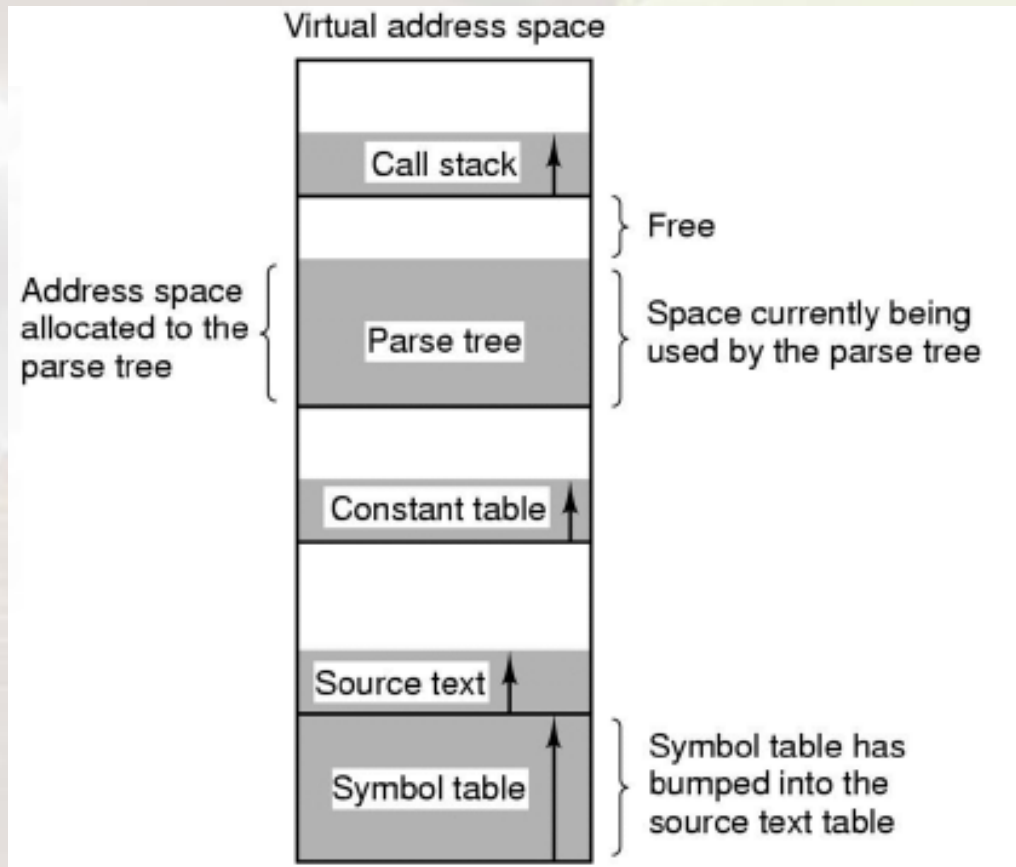 Virtual address space
Call stack
Free
Address space
allocated to the
parse tree
Parse tree
Space currently being
used by the parse tree
Constant table
Source text
Symbol table
Symbol table has
bumped into the
source text table